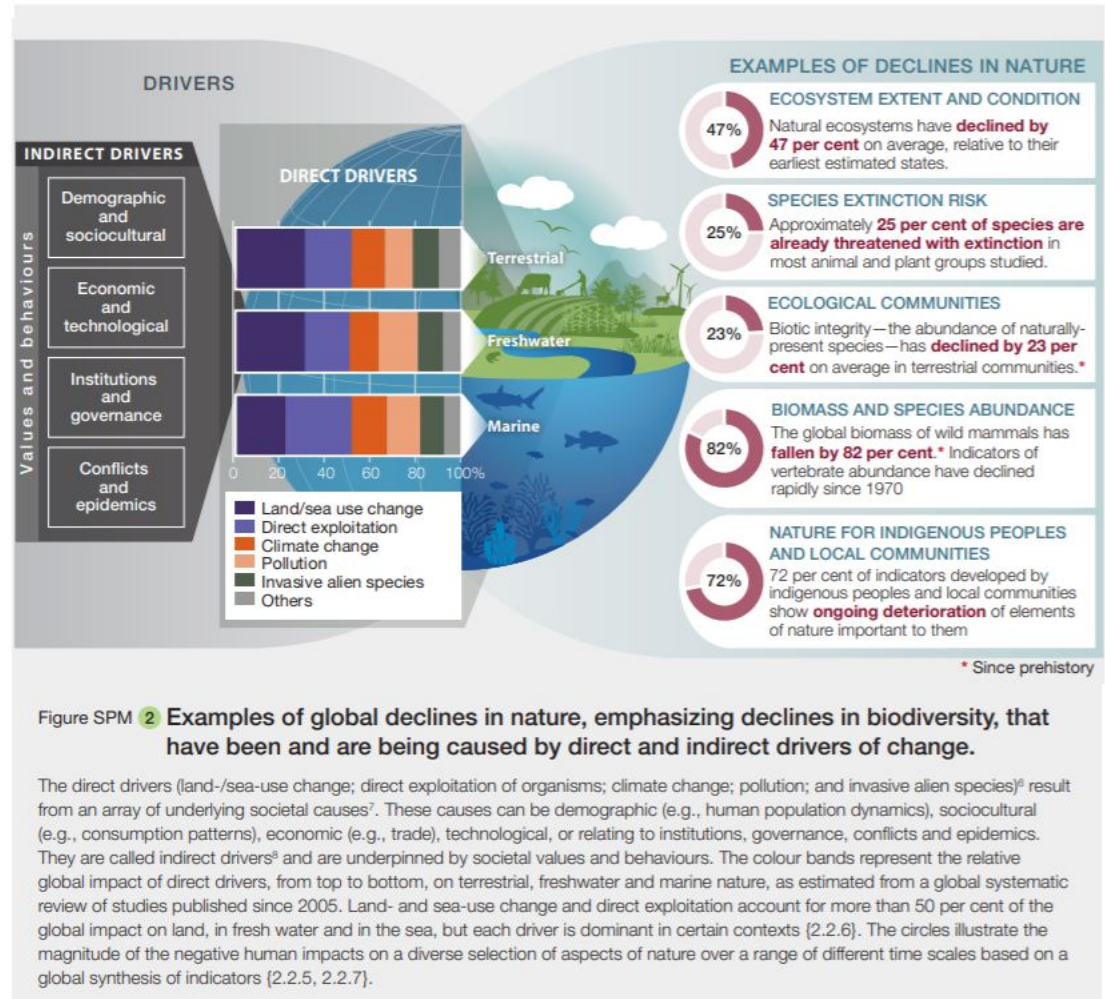 DRIVERS
INDIRECT DRIVERS
Values and behaviours
Demographic
and
sociocultural
Economic
and
technological
Institutions
and
governance
Conflicts
and
epidemics
DIRECT DRIVERS
Terrestrial
Freshwater
Marine
0 20 40 60 80 100%
Land/sea use change
Direct exploitation
Climate change
Pollution
Invasive alien species
Others
EXAMPLES OF DECLINES IN NATURE
47%
ECOSYSTEM EXTENT AND CONDITION
Natural ecosystems have declined by
47 per cent on average, relative to their
earliest estimated states.
25%
SPECIES EXTINCTION RISK
Approximately 25 per cent of species are
already threatened with extinction in
most animal and plant groups studied.
23%
ECOLOGICAL COMMUNITIES
Biotic integrity—the abundance of naturally-
present species—has declined by 23 per
cent on average in terrestrial communities.*
82%
BIOMASS AND SPECIES ABUNDANCE
The global biomass of wild mammals has
fallen by 82 per cent.* Indicators of
vertebrate abundance have declined
rapidly since 1970
72%
NATURE FOR INDIGENOUS PEOPLES
AND LOCAL COMMUNITIES
72 per cent of indicators developed by
indigenous peoples and local communities
show ongoing deterioration of elements
of nature important to them
* Since prehistory
Figure SPM 2 Examples of global declines in nature, emphasizing declines in biodiversity, that
have been and are being caused by direct and indirect drivers of change.
The direct drivers (land-/sea-use change; direct exploitation of organisms; climate change; pollution; and invasive alien species)⁶ result
from an array of underlying societal causes⁷. These causes can be demographic (e.g., human population dynamics), sociocultural
(e.g., consumption patterns), economic (e.g., trade), technological, or relating to institutions, governance, conflicts and epidemics.
They are called indirect drivers⁸ and are underpinned by societal values and behaviours. The colour bands represent the relative
global impact of direct drivers, from top to bottom, on terrestrial, freshwater and marine nature, as estimated from a global systematic
review of studies published since 2005. Land- and sea-use change and direct exploitation account for more than 50 per cent of the
global impact on land, in fresh water and in the sea, but each driver is dominant in certain contexts {2.2.6}. The circles illustrate the
magnitude of the negative human impacts on a diverse selection of aspects of nature over a range of different time scales based on a
global synthesis of indicators {2.2.5, 2.2.7}.